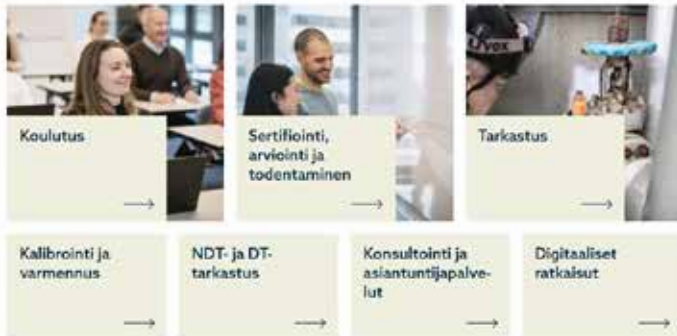 Koulutus
Sertifiointi,
arviointi ja
todentaminen
Tarkastus
Kalibrointi ja
varmennus
NDT- ja DT-
tarkastus
Konsultointi ja
asiantuntijapalve-
lut
Digitaaliset
ratkaisut